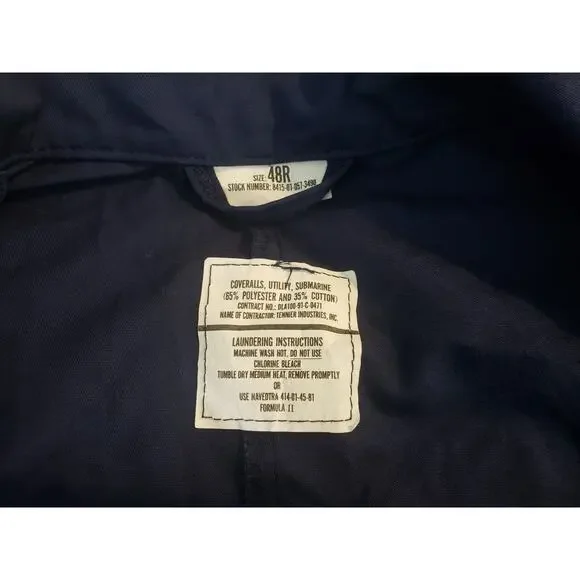 SIZE: 48R
STOCK NUMBER: 8415-01-057-3490
COVERALLS, UTILITY, SUBMARINE
(65% POLYESTER AND 35% COTTON)
CONTRACT NO.: DLA100-91-C-0471
NAME OF CONTRACTOR: TENNIER INDUSTRIES, INC.
LAUNDERING INSTRUCTIONS
MACHINE WASH HOT, DO NOT USE
CHLORINE BLEACH
TUMBLE DRY MEDIUM HEAT, REMOVE PROMPTLY
OR
USE NAVEDTRA 414-01-45-81
FORMULA II